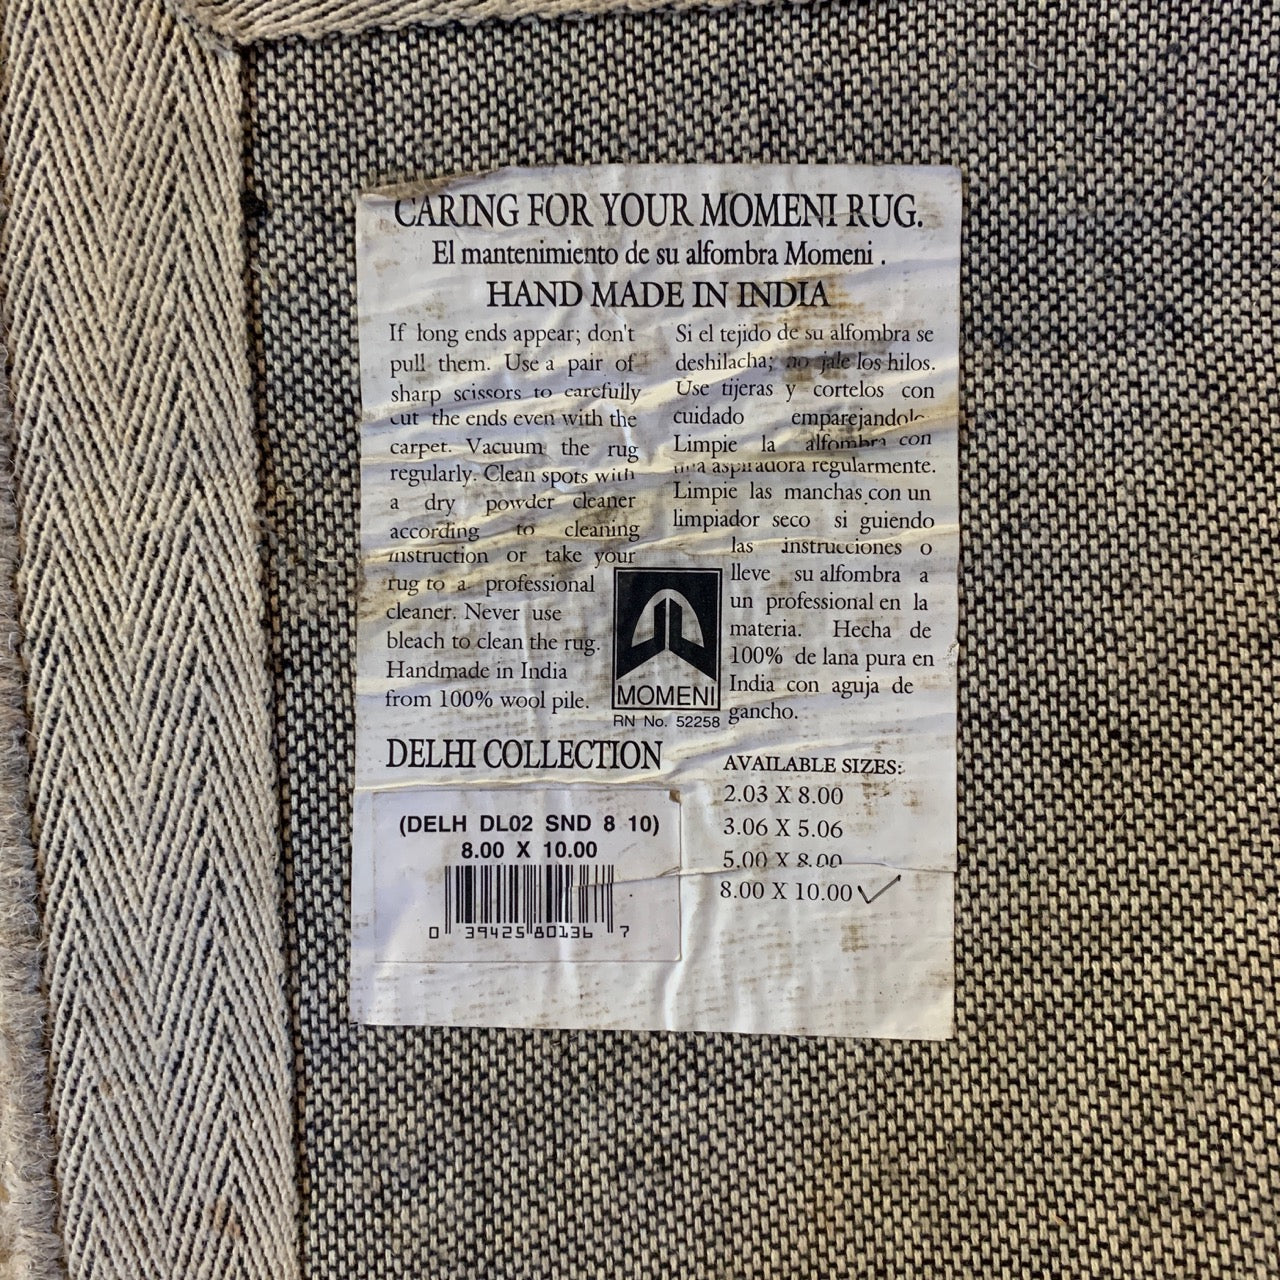 CARING FOR YOUR MOMENI RUG.
El mantenimiento de su alfombra Momeni .
HAND MADE IN INDIA
If long ends appear; don't
pull them. Use a pair of
sharp scissors to carefully
cut the ends even with the
carpet. Vacuum the rug
regularly. Clean spots with
a dry powder cleaner
according to cleaning
instruction or take your
rug to a professional
cleaner. Never use
bleach to clean the rug.
Handmade in India
from 100% wool pile.
Si el tejido de su alfombra se
deshilacha; no jale los hilos.
Use tijeras y cortelos con
cuidado emparejandolo
Limpie la alfombra con
una aspiradora regularmente.
Limpie las manchas con un
limpiador seco si guiendo
las instrucciones o
lleve su alfombra a
un professional en la
materia. Hecha de
100% de lana pura en
India con aguja de
gancho.
MOMENI
RN No. 52258
DELHI COLLECTION
(DELH DL02 SND 8 10)
8.00 X 10.00
0 39425 80136 7
AVAILABLE SIZES:
2.03 X 8.00
3.06 X 5.06
5.00 X 8.00
8.00 X 10.00